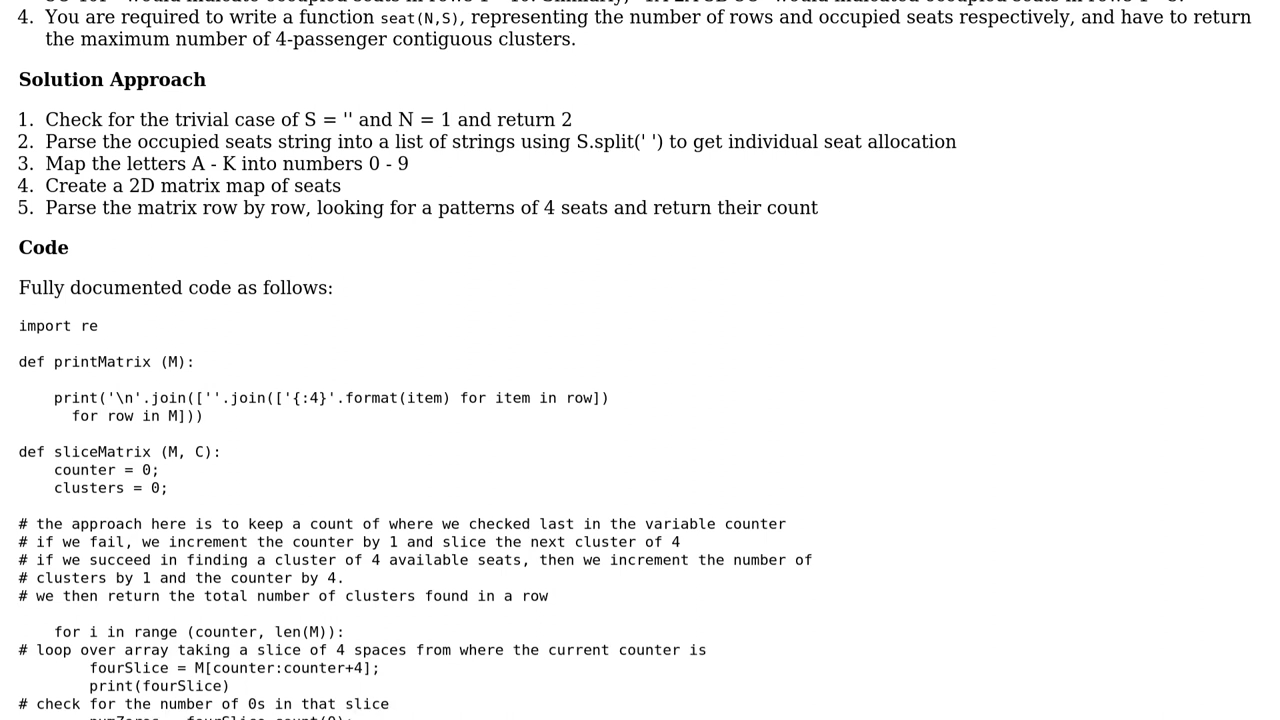 4. You are required to write a function seat(N,S), representing the number of rows and occupied seats respectively, and have to return
the maximum number of 4-passenger contiguous clusters.
Solution Approach
1. Check for the trivial case of S = '' and N = 1 and return 2
2. Parse the occupied seats string into a list of strings using S.split(' ') to get individual seat allocation
3. Map the letters A - K into numbers 0 - 9
4. Create a 2D matrix map of seats
5. Parse the matrix row by row, looking for a patterns of 4 seats and return their count
Code
Fully documented code as follows:
import re
def printMatrix (M):
print('\n'.join([''.join(['{:4}'.format(item) for item in row])
for row in M]))
def sliceMatrix (M, C):
counter = 0;
clusters = 0;
# the approach here is to keep a count of where we checked last in the variable counter
# if we fail, we increment the counter by 1 and slice the next cluster of 4
# if we succeed in finding a cluster of 4 available seats, then we increment the number of
# clusters by 1 and the counter by 4.
# we then return the total number of clusters found in a row
for i in range (counter, len(M)):
# loop over array taking a slice of 4 spaces from where the current counter is
fourSlice = M[counter:counter+4];
print(fourSlice)
# check for the number of 0s in that slice